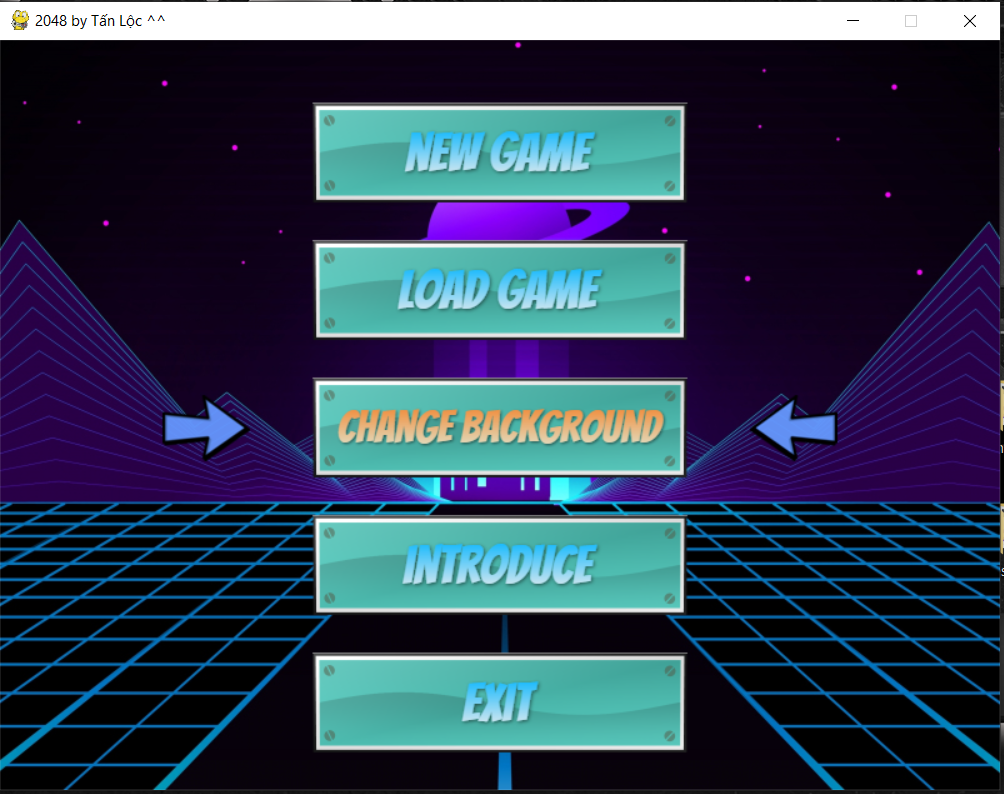 2048 by Tấn Lộc ^^
NEW GAME
LOAD GAME
CHANGE BACKGROUND
INTRODUCE
EXIT